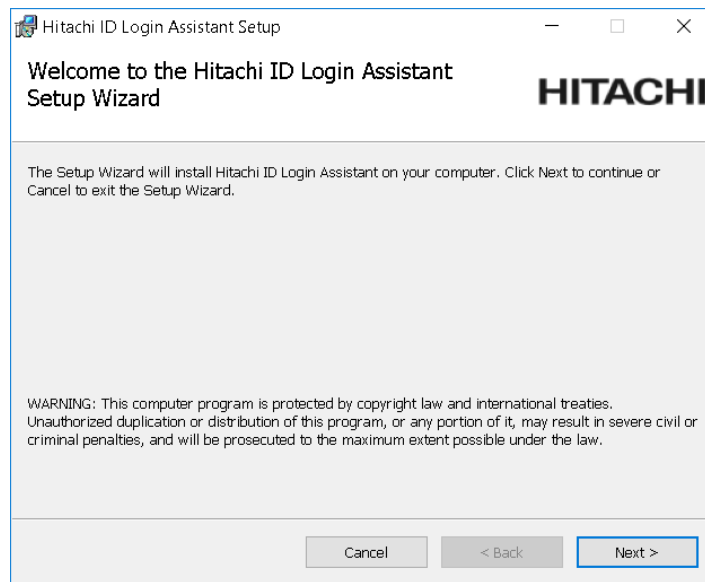 Hitachi ID Login Assistant Setup
Welcome to the Hitachi ID Login Assistant
Setup Wizard
HITACHI
The Setup Wizard will install Hitachi ID Login Assistant on your computer. Click Next to continue or
Cancel to exit the Setup Wizard.
WARNING: This computer program is protected by copyright law and international treaties.
Unauthorized duplication or distribution of this program, or any portion of it, may result in severe civil or
criminal penalties, and will be prosecuted to the maximum extent possible under the law.
Cancel
< Back
Next >